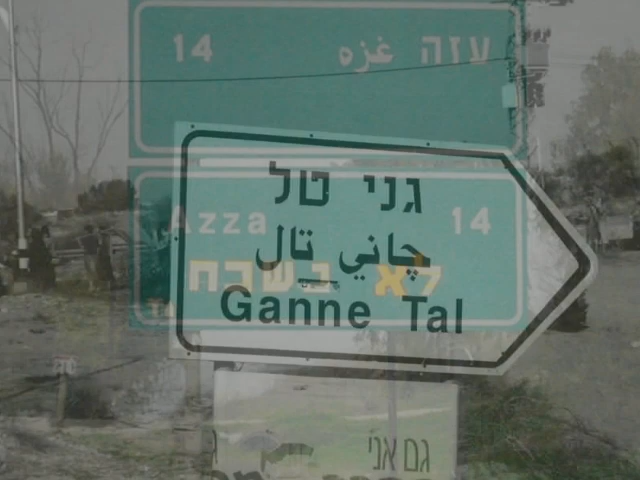 עזה غزه 14
גני טל
Azza 14
چاني تال
לא נשכח
Ganne Tal
גם אני